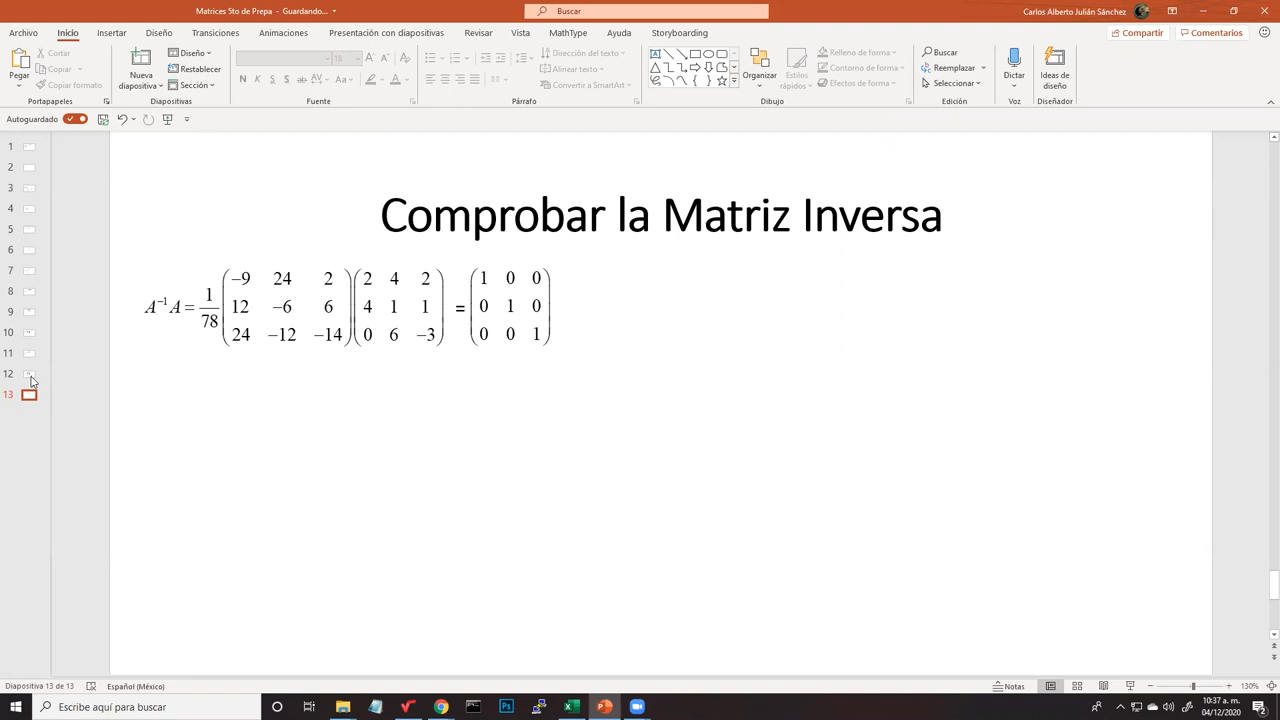 Matrices 5to de Prepa - Guardando... Buscar Carlos Alberto Julián Sánchez
Archivo Inicio Insertar Diseño Transiciones Animaciones Presentación con diapositivas Revisar Vista MathType Ayuda Storyboarding Compartir Comentarios
Pegar Cortar Copiar Copiar formato Nueva diapositiva Diseño Restablecer Sección 18 N K S ab Aa A Dirección del texto Alinear texto Convertir a SmartArt Organizar Estilos rápidos Relleno de forma Contorno de forma Efectos de forma Buscar Reemplazar Seleccionar Dictar Ideas de diseño
Portapapeles Diapositivas Fuente Párrafo Dibujo Edición Voz Diseñador
Autoguardado
1
2
3
4
5
6
7
8
9
10
11
12
13
Comprobar la Matriz Inversa
−9 24 2 2 4 2 1 0 0
A⁻¹A = 1/78 12 −6 6 4 1 1 = 0 1 0
24 −12 −14 0 6 −3 0 0 1
Diapositiva 13 de 13 Español (México) Notas 130%
Escribe aquí para buscar 10:37 a. m.
04/12/2020